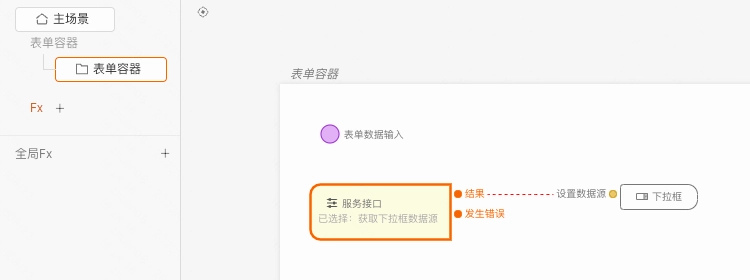 主场景
表单容器
表单容器
Fx +
全局Fx +
表单容器
表单数据输入
服务接口
已选择：获取下拉框数据源
结果
发生错误
设置数据源
下拉框